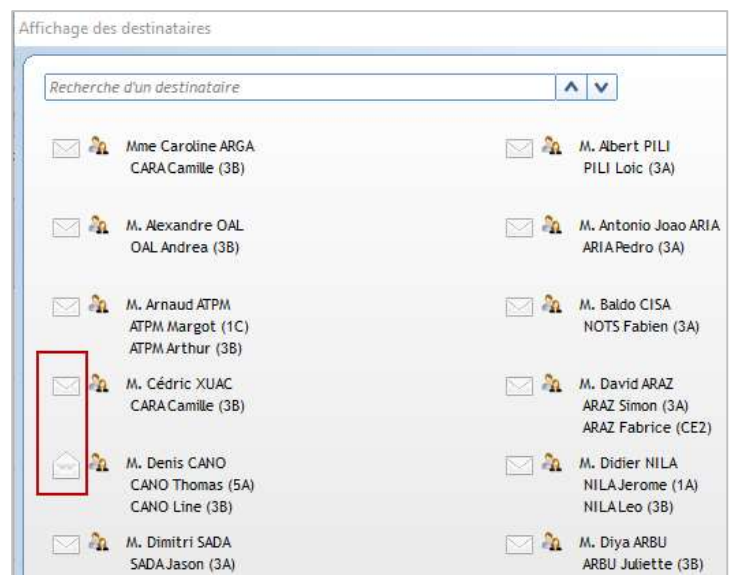 Affichage des destinataires
Recherche d'un destinataire
Mme Caroline ARGA
CARA Camille (3B)
M. Alexandre OAL
OAL Andrea (3B)
M. Arnaud ATPM
ATPM Margot (1C)
ATPM Arthur (3B)
M. Cédric XUAC
CARA Camille (3B)
M. Denis CANO
CANO Thomas (5A)
CANO Line (3B)
M. Dimitri SADA
SADA Jason (3A)
M. Albert PILI
PILI Loic (3A)
M. Antonio Joao ARIA
ARIA Pedro (3A)
M. Baldo CISA
NOTS Fabien (3A)
M. David ARAZ
ARAZ Simon (3A)
ARAZ Fabrice (CE2)
M. Didier NILA
NILA Jerome (1A)
NILA Leo (3B)
M. Diya ARBU
ARBU Juliette (3B)